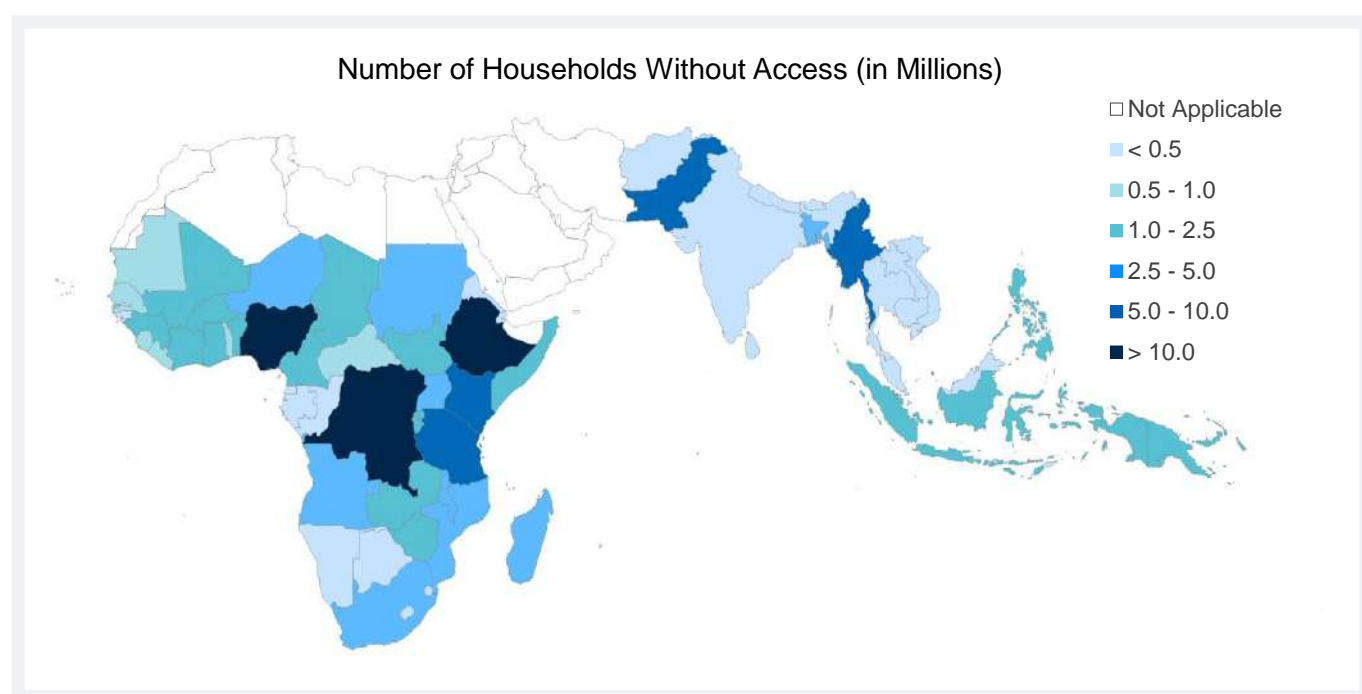 Number of Households Without Access (in Millions)
Not Applicable
< 0.5
0.5 - 1.0
1.0 - 2.5
2.5 - 5.0
5.0 - 10.0
> 10.0